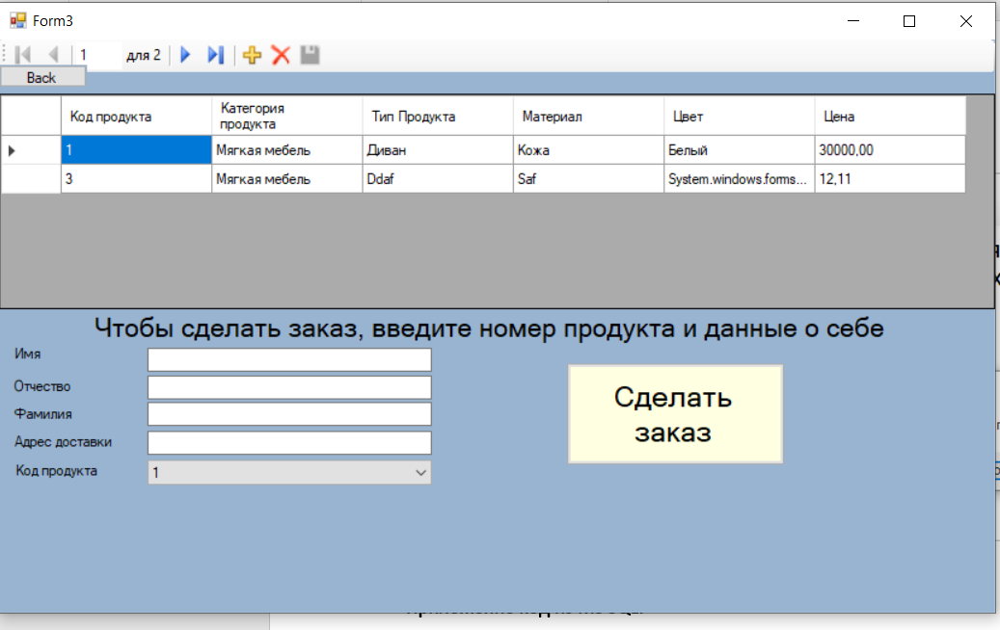 Form3
1 для 2
Back
Код продукта Категория продукта Тип Продукта Материал Цвет Цена
1 Мягкая мебель Диван Кожа Белый 30000,00
3 Мягкая мебель Ddaf Saf System.windows.forms... 12,11
Чтобы сделать заказ, введите номер продукта и данные о себе
Имя
Отчество
Фамилия
Адрес доставки
Код продукта 1
Сделать
заказ